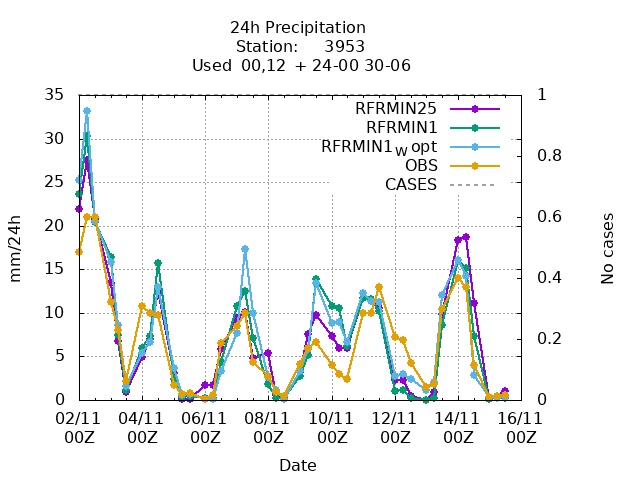 24h Precipitation
Station: 3953
Used 00,12 + 24-00 30-06
35 1
RFRMIN25
30 RFRMIN1
0.8
RFRMIN1w opt
OBS
25 CASES
0.6
20
mm/24h No cases
15 0.4
10
0.2
5
0 0
02/11 04/11 06/11 08/11 10/11 12/11 14/11 16/11
00Z 00Z 00Z 00Z 00Z 00Z 00Z 00Z
Date